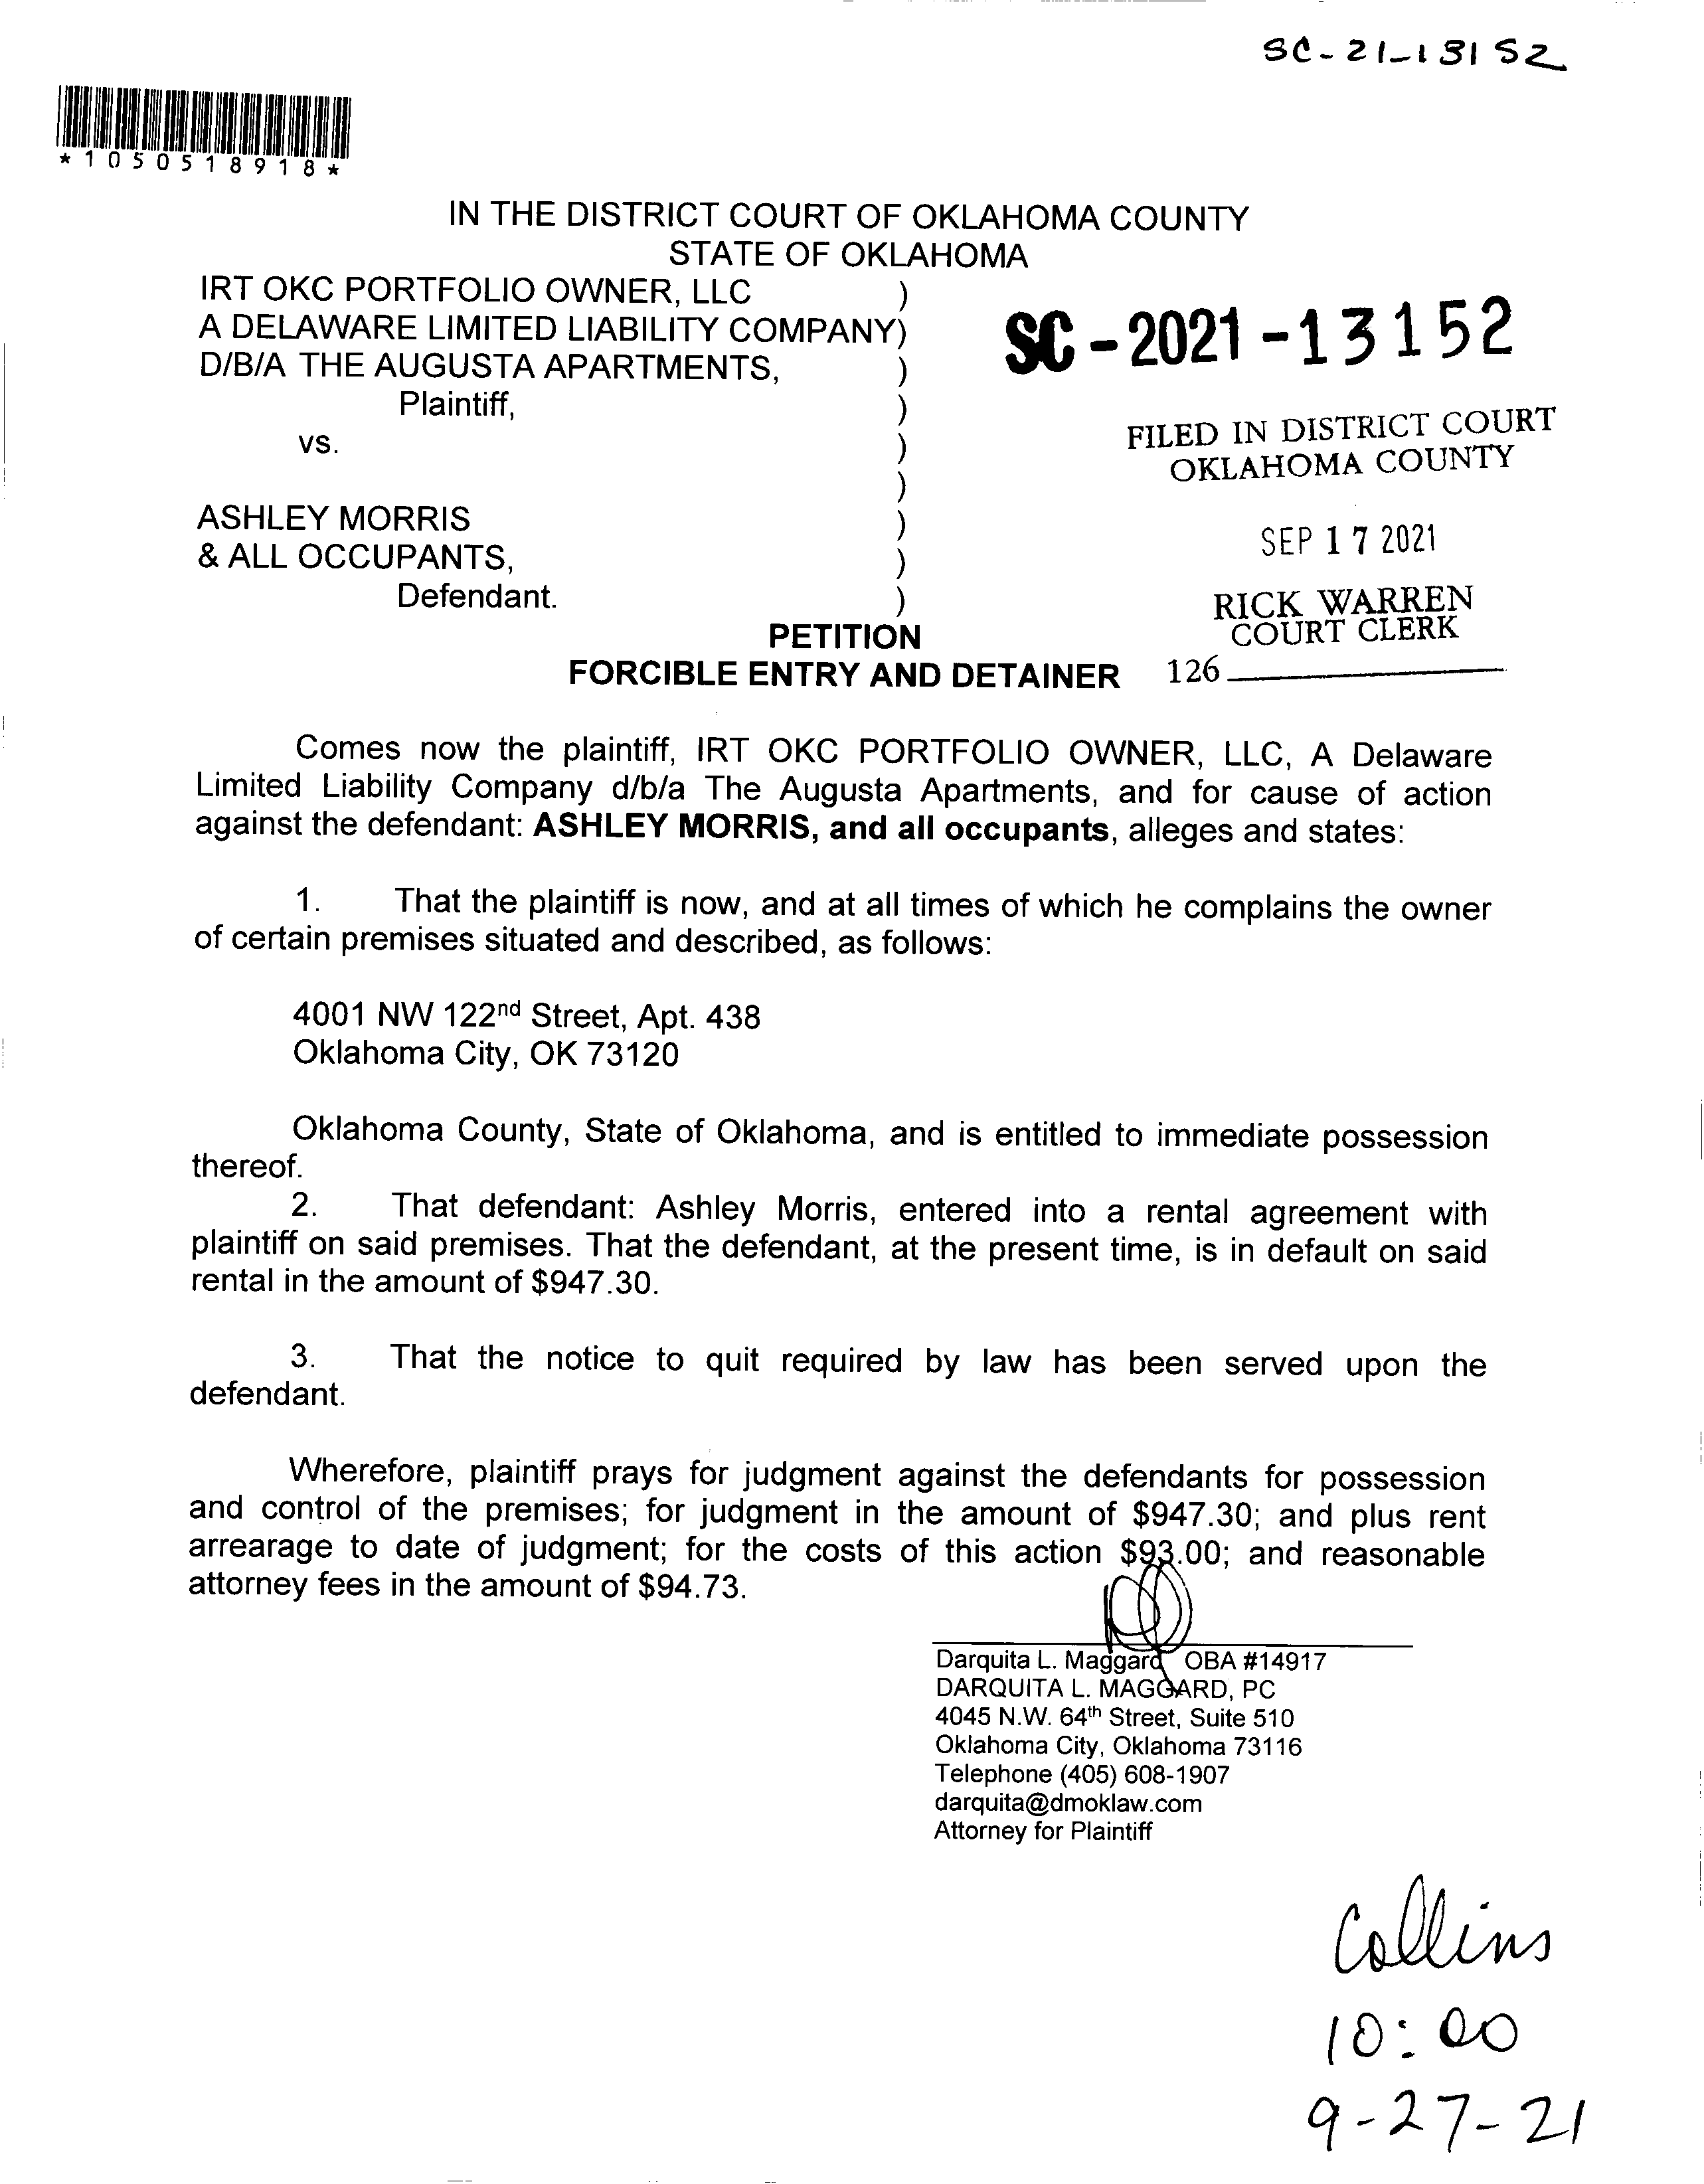 SC-21-13152
*1050518918*
IN THE DISTRICT COURT OF OKLAHOMA COUNTY
STATE OF OKLAHOMA
IRT OKC PORTFOLIO OWNER, LLC )
A DELAWARE LIMITED LIABILITY COMPANY)
D/B/A THE AUGUSTA APARTMENTS, )
Plaintiff, )
vs. )
)
ASHLEY MORRIS )
& ALL OCCUPANTS, )
Defendant. )
SC-2021-13152
FILED IN DISTRICT COURT
OKLAHOMA COUNTY
SEP 17 2021
RICK WARREN
COURT CLERK
126
PETITION
FORCIBLE ENTRY AND DETAINER
Comes now the plaintiff, IRT OKC PORTFOLIO OWNER, LLC, A Delaware
Limited Liability Company d/b/a The Augusta Apartments, and for cause of action
against the defendant: ASHLEY MORRIS, and all occupants, alleges and states:
1. That the plaintiff is now, and at all times of which he complains the owner
of certain premises situated and described, as follows:
4001 NW 122nd Street, Apt. 438
Oklahoma City, OK 73120
Oklahoma County, State of Oklahoma, and is entitled to immediate possession
thereof.
2. That defendant: Ashley Morris, entered into a rental agreement with
plaintiff on said premises. That the defendant, at the present time, is in default on said
rental in the amount of $947.30.
3. That the notice to quit required by law has been served upon the
defendant.
Wherefore, plaintiff prays for judgment against the defendants for possession
and control of the premises; for judgment in the amount of $947.30; and plus rent
arrearage to date of judgment; for the costs of this action $93.00; and reasonable
attorney fees in the amount of $94.73.
Darquita L. Maggard OBA #14917
DARQUITA L. MAGGARD, PC
4045 N.W. 64th Street, Suite 510
Oklahoma City, Oklahoma 73116
Telephone (405) 608-1907
darquita@dmoklaw.com
Attorney for Plaintiff
Collins
10:00
9-27-21